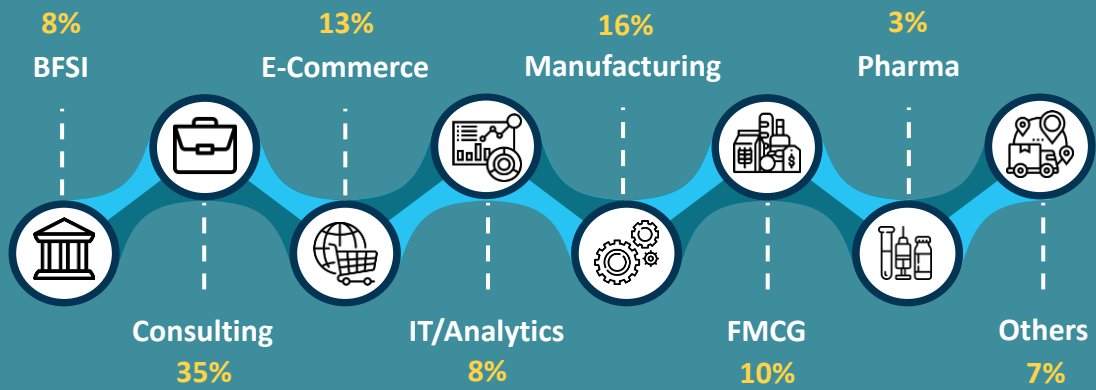 8%
BFSI
13%
E-Commerce
16%
Manufacturing
3%
Pharma
Consulting
35%
IT/Analytics
8%
FMCG
10%
Others
7%